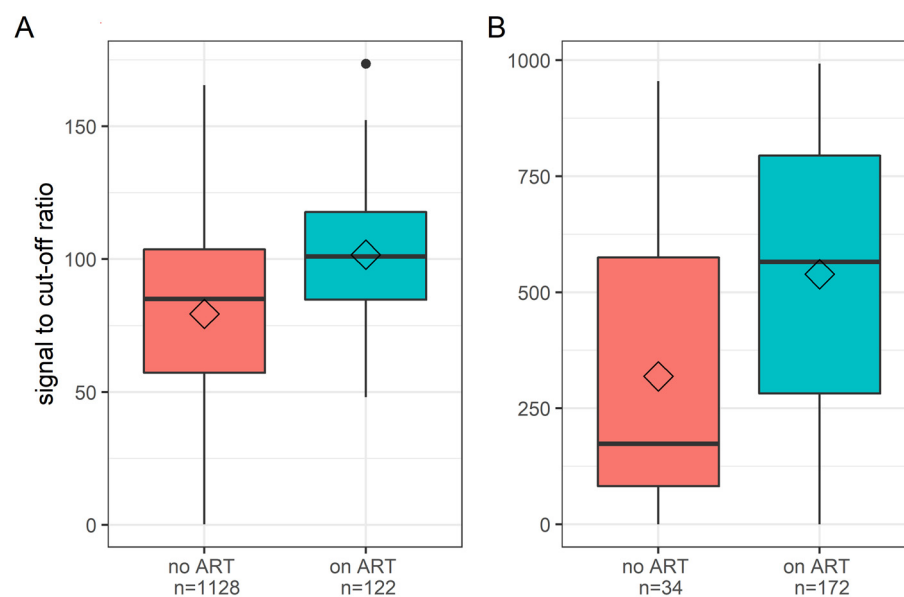 A
signal to cut-off ratio
150
100
50
0
no ART
n=1128
on ART
n=122
B
1000
750
500
250
0
no ART
n=34
on ART
n=172